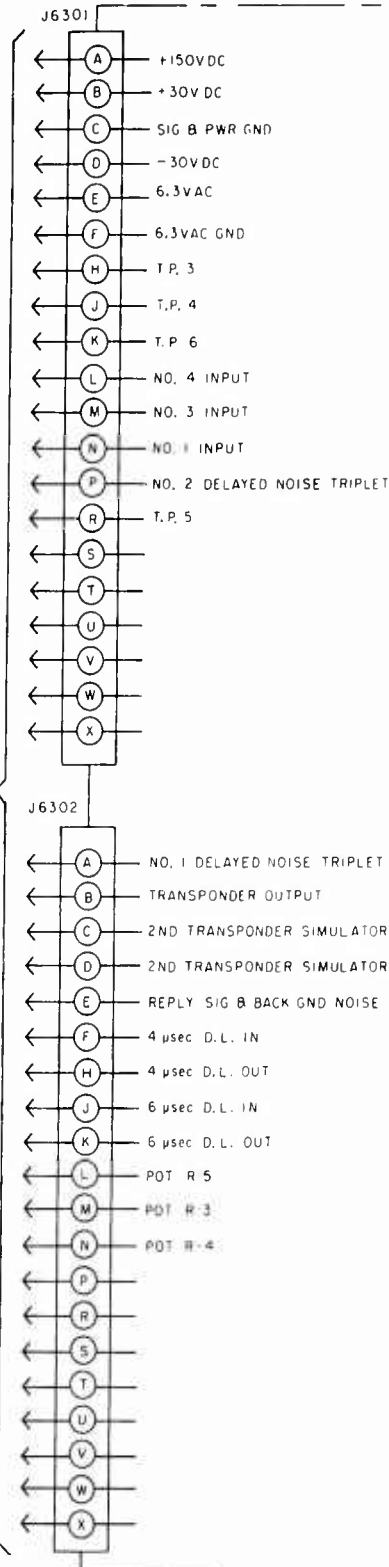 J6301
A +150VDC
B +30VDC
C SIG & PWR GND
D -30VDC
E 6.3VAC
F 6.3VAC GND
H T.P. 3
J T.P. 4
K T.P 6
L NO. 4 INPUT
M NO. 3 INPUT
N NO. 1 INPUT
P NO. 2 DELAYED NOISE TRIPLET
R T.P. 5
S
T
U
V
W
X
J6302
A NO. 1 DELAYED NOISE TRIPLET
B TRANSPONDER OUTPUT
C 2ND TRANSPONDER SIMULATOR
D 2ND TRANSPONDER SIMULATOR
E REPLY SIG & BACK GND NOISE
F 4 µsec D.L. IN
H 4 µsec D.L. OUT
J 6 µsec D.L. IN
K 6 µsec D.L. OUT
L POT R-5
M POT R-3
N POT R-4
P
R
S
T
U
V
W
X